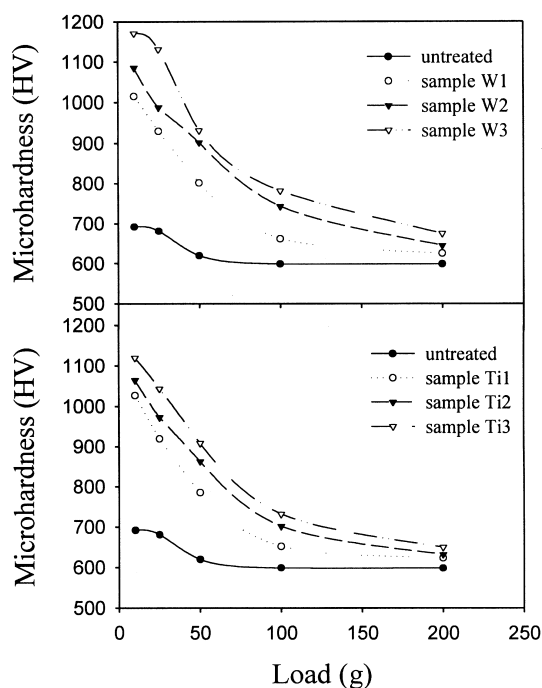 1200
1100
1000
900
800
700
600
500
Microhardness (HV)
untreated
sample W1
sample W2
sample W3
1200
1100
1000
900
800
700
600
500
Microhardness (HV)
untreated
sample Ti1
sample Ti2
sample Ti3
0 50 100 150 200 250
Load (g)